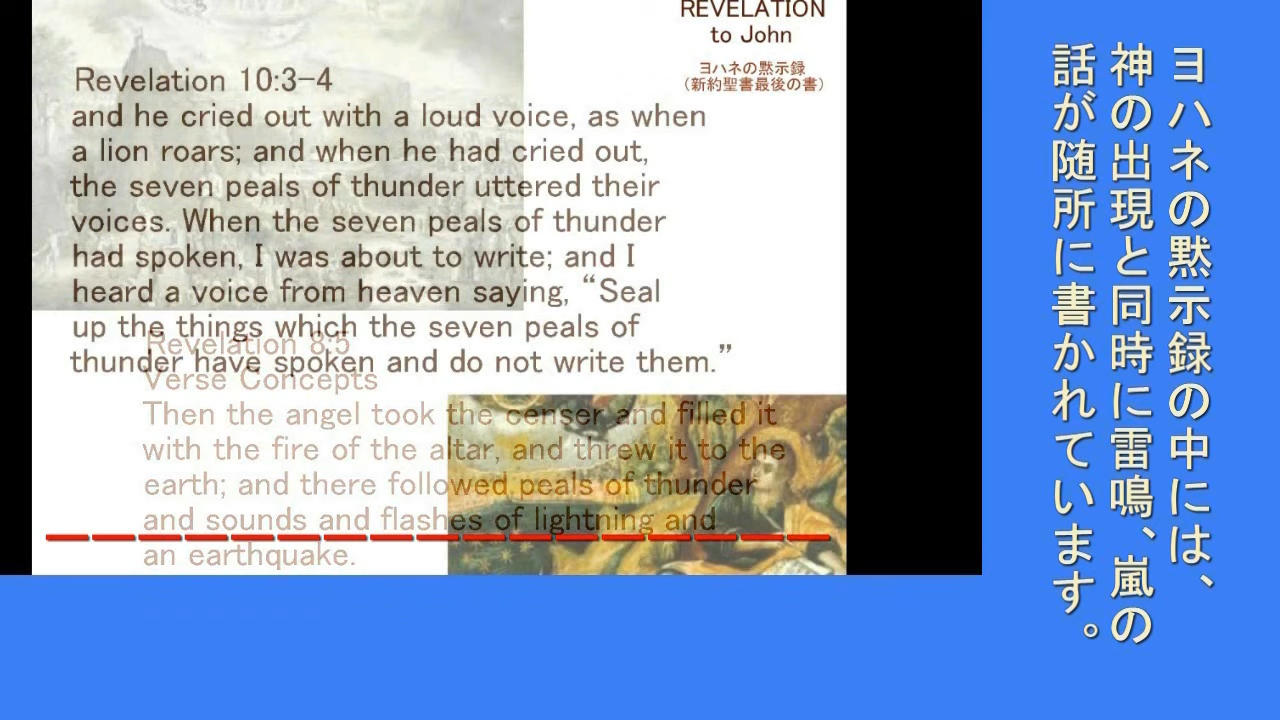 REVELATION
to John
ヨハネの黙示録
（新約聖書最後の書）
Revelation 10:3-4
and he cried out with a loud voice, as when
a lion roars; and when he had cried out,
the seven peals of thunder uttered their
voices. When the seven peals of thunder
had spoken, I was about to write; and I
heard a voice from heaven saying, “Seal
up the things which the seven peals of
thunder have spoken and do not write them.”
Revelation 8:5
Verse Concepts
Then the angel took the censer and filled it
with the fire of the altar, and threw it to the
earth; and there followed peals of thunder
and sounds and flashes of lightning and
an earthquake.
ヨハネの黙示録の中には、
神の出現と同時に雷鳴、嵐の
話が随所に書かれています。